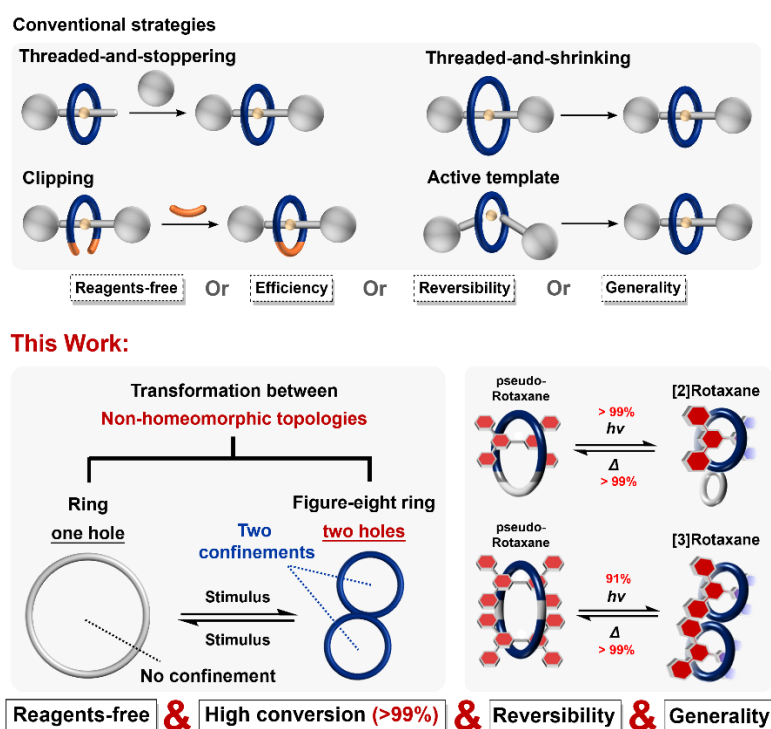 Conventional strategies
Threaded-and-stoppering
Threaded-and-shrinking
Clipping
Active template
Reagents-free Or Efficiency Or Reversibility Or Generality
This Work:
Transformation between
Non-homeomorphic topologies
Ring
one hole
Figure-eight ring
two holes
Two
confinements
Stimulus
Stimulus
No confinement
pseudo-
Rotaxane
> 99%
hν
Δ
> 99%
[2]Rotaxane
pseudo-
Rotaxane
91%
hν
Δ
> 99%
[3]Rotaxane
Reagents-free & High conversion (>99%) & Reversibility & Generality